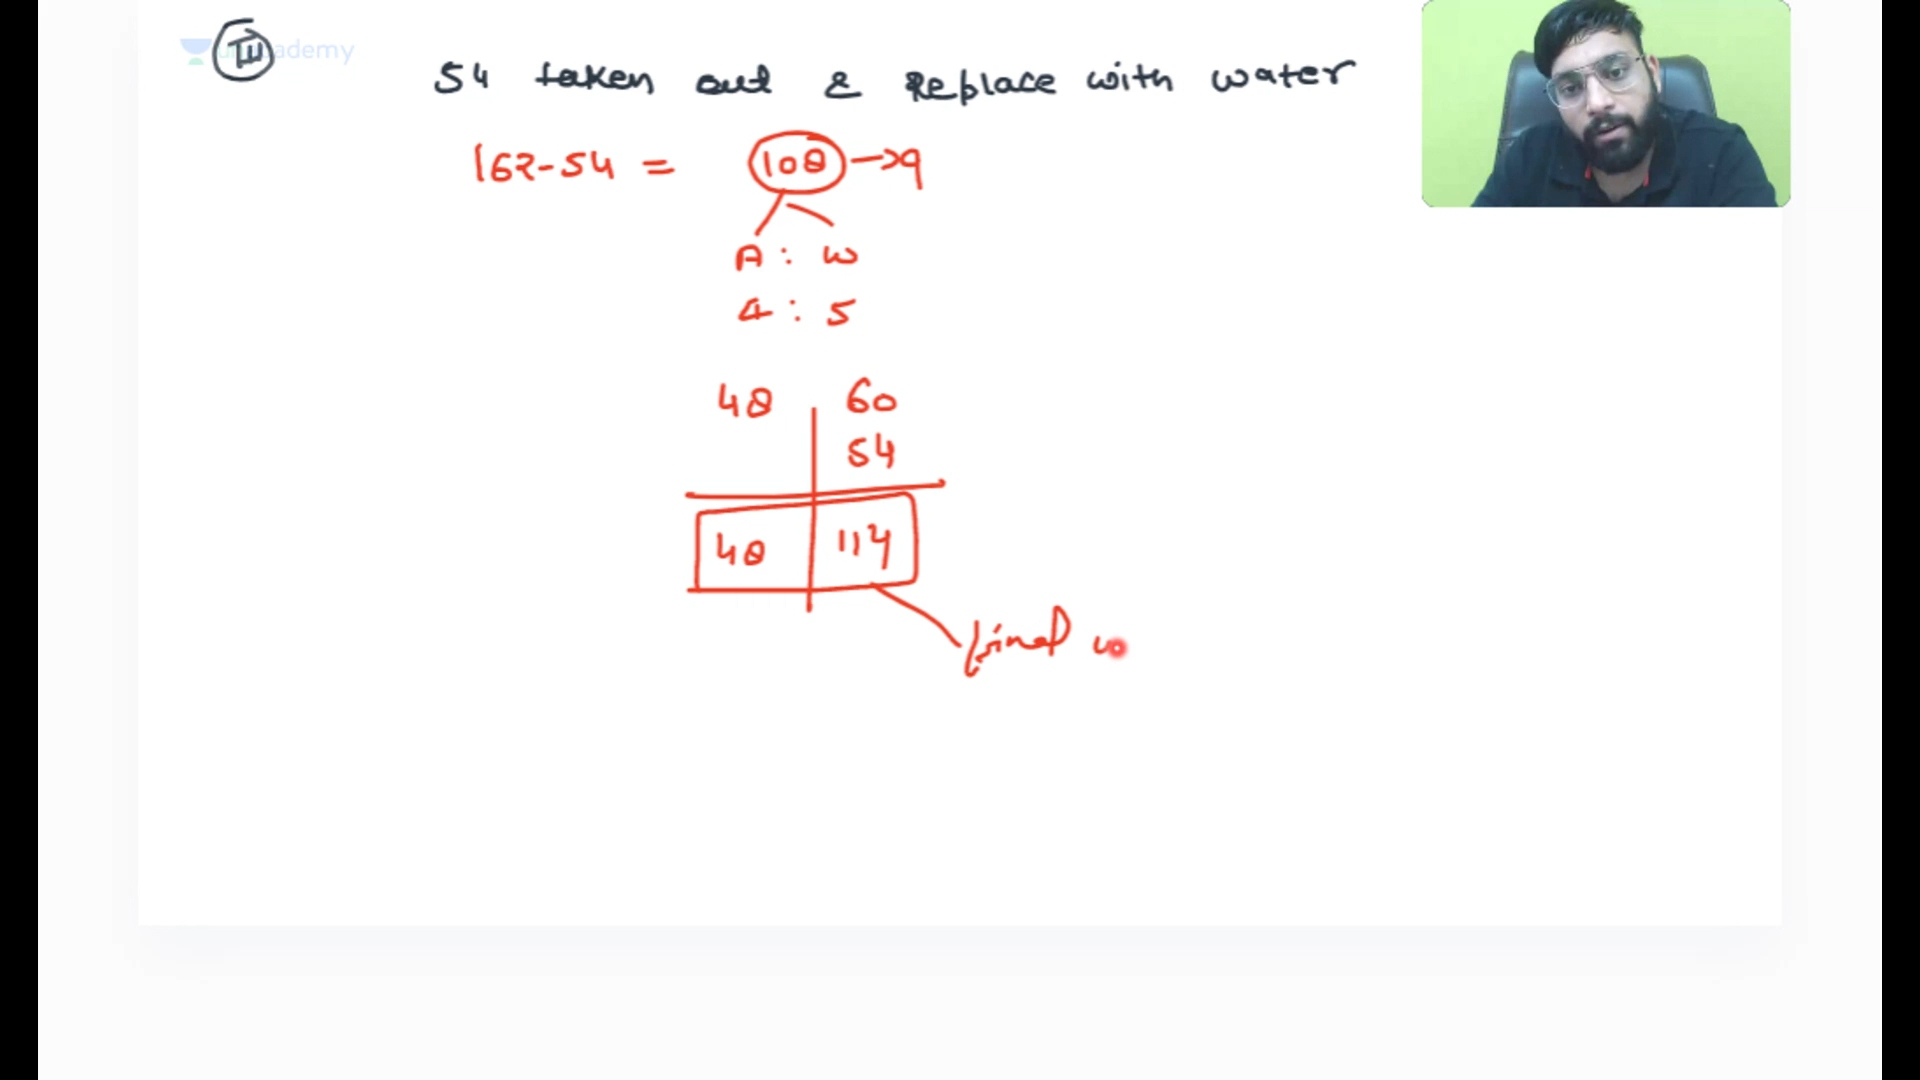 54 taken out & Replace with water
162-54 = 108 → 9
A : W
4 : 5
48 60
54
48 114
final